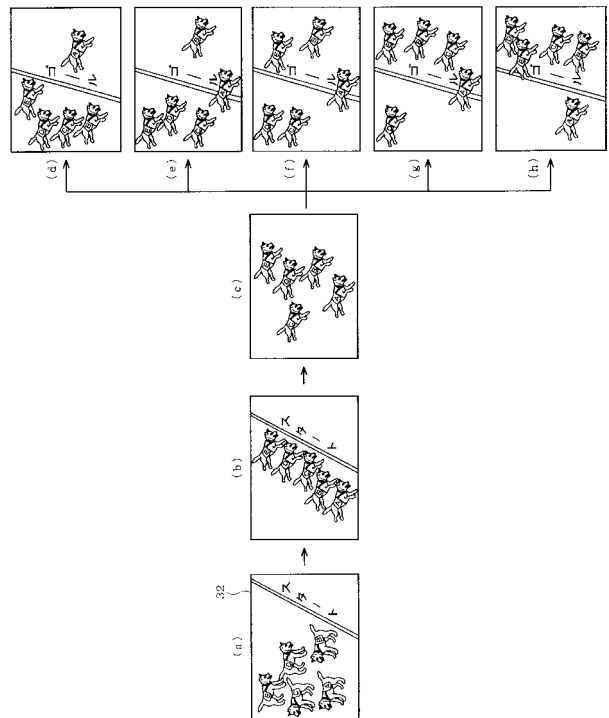 (a)
32
スタート
(b)
スタート
(c)
(d)
ゴール
(e)
ゴール
(f)
ゴール
(g)
ゴール
(h)
ゴール